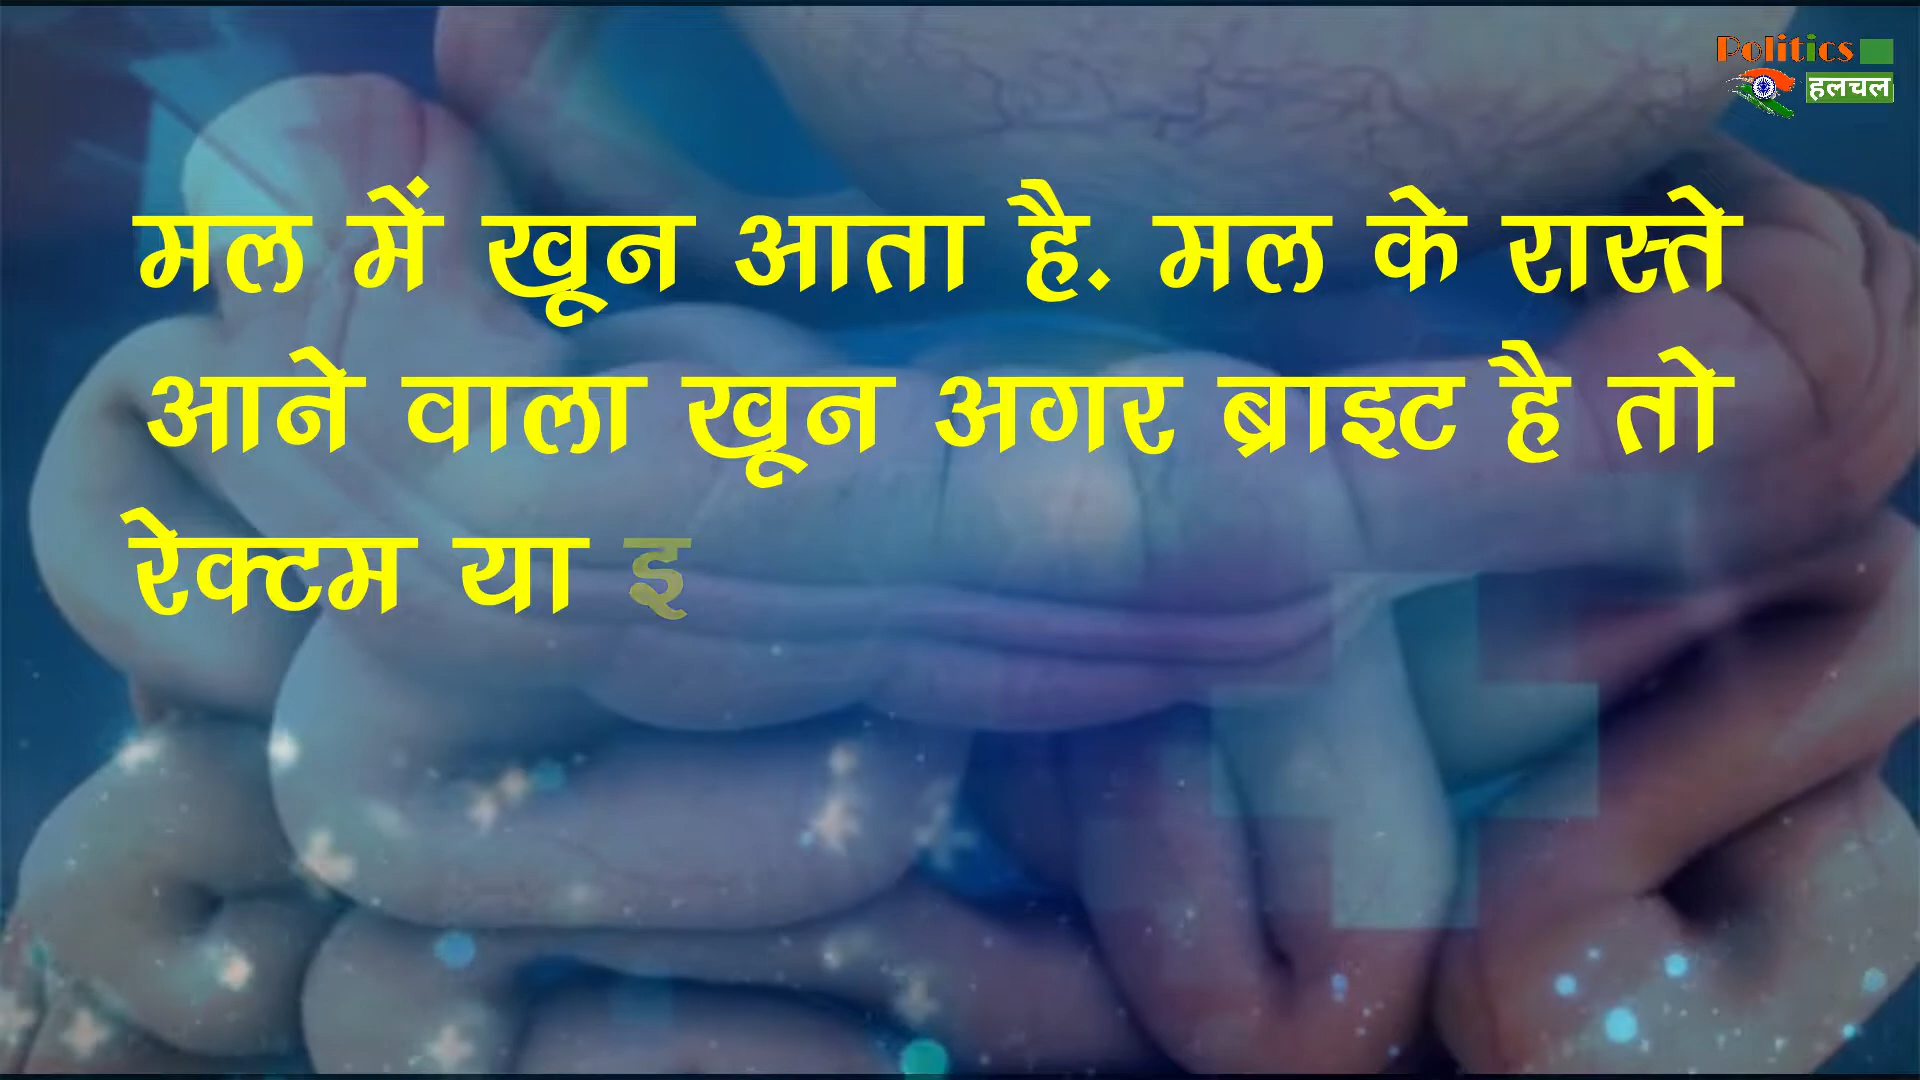 Politics
हलचल
मल में खून आता है. मल के रास्ते
आने वाला खून अगर ब्राइट है तो
रेक्टम या इ